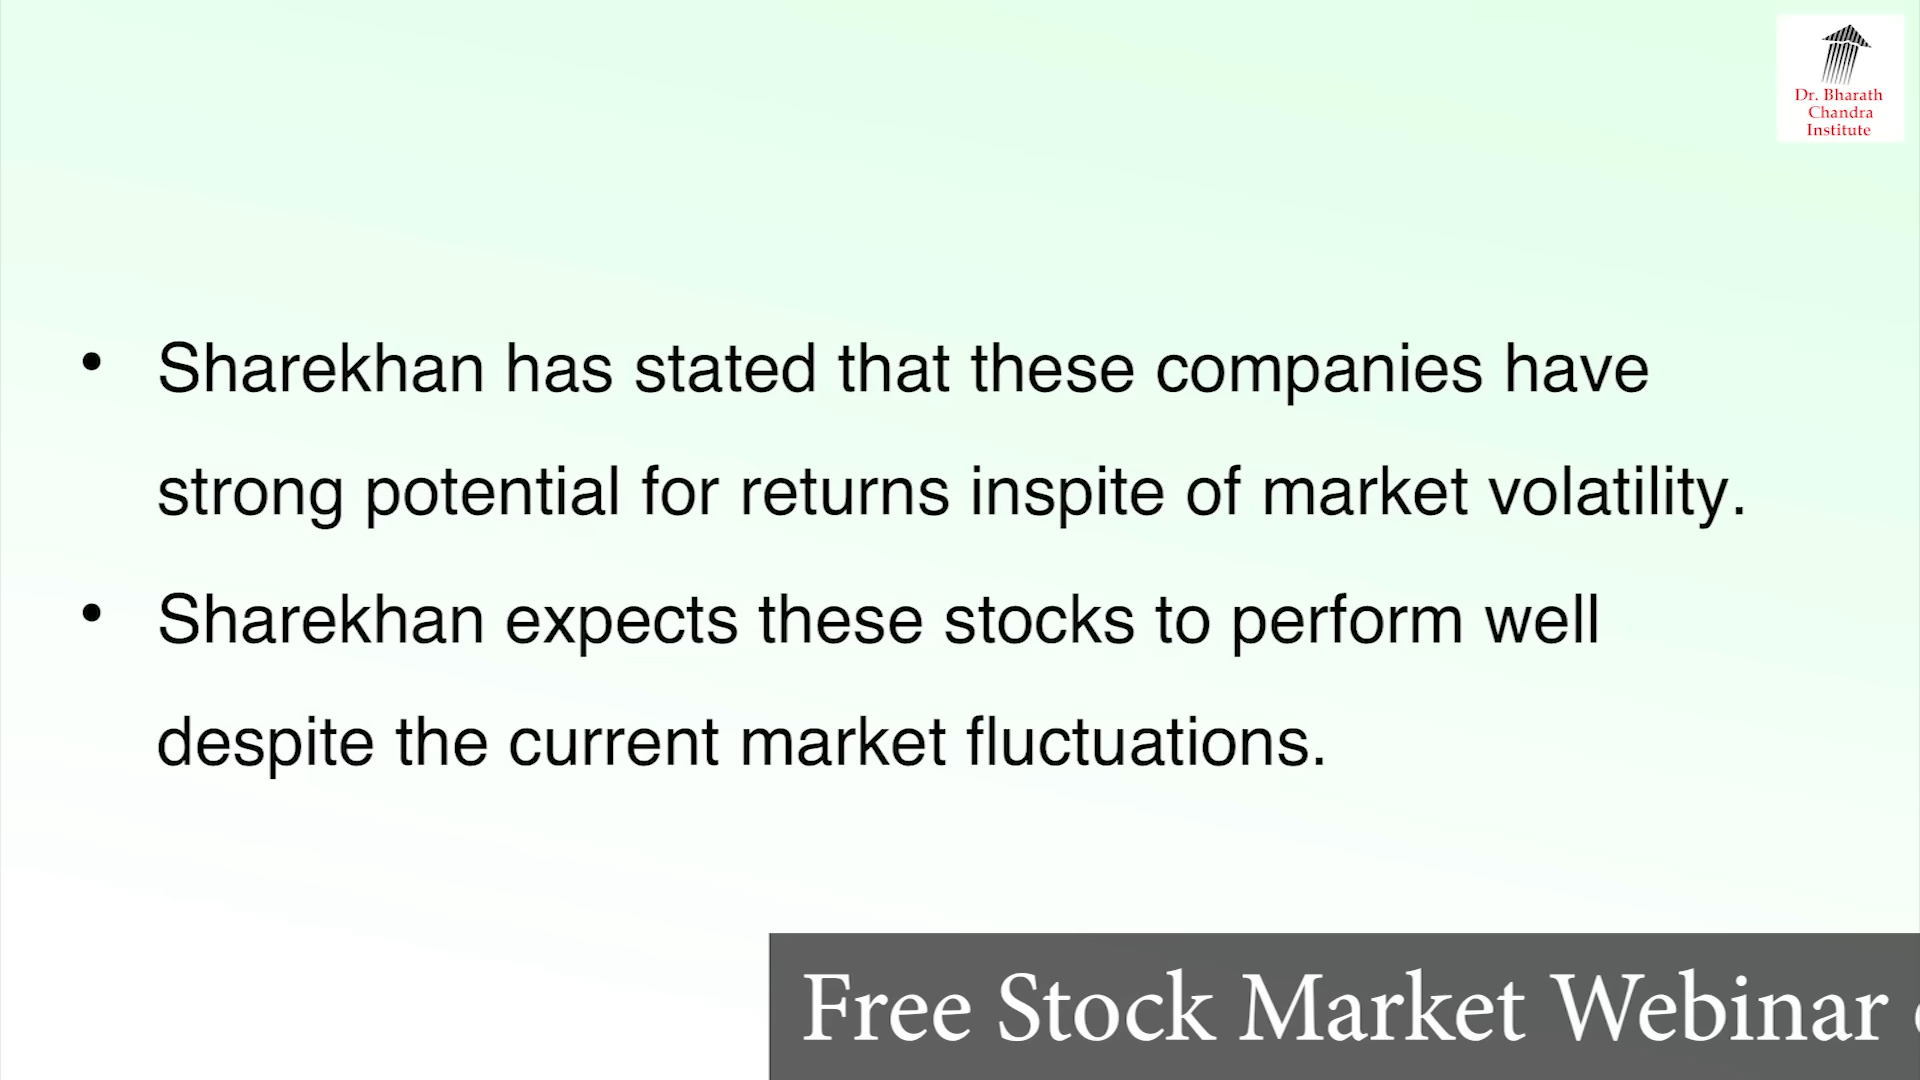 Dr. Bharath
Chandra
Institute
• Sharekhan has stated that these companies have
strong potential for returns inspite of market volatility.
• Sharekhan expects these stocks to perform well
despite the current market fluctuations.
Free Stock Market Webinar